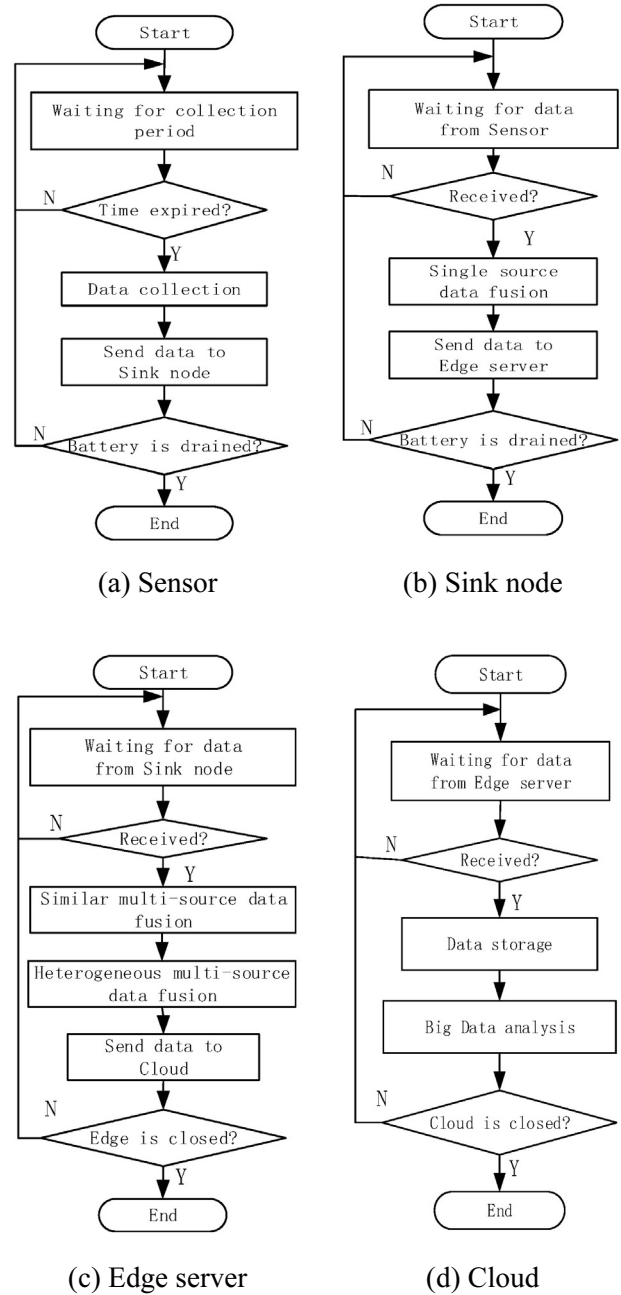 Start
Waiting for collection
period
N
Time expired?
Y
Data collection
Send data to
Sink node
N
Battery is drained?
Y
End
(a) Sensor
Start
Waiting for data
from Sensor
N
Received?
Y
Single source
data fusion
Send data to
Edge server
N
Battery is drained?
Y
End
(b) Sink node
Start
Waiting for data
from Sink node
N
Received?
Y
Similar multi-source data
fusion
Heterogeneous multi-source
data fusion
Send data to
Cloud
N
Edge is closed?
Y
End
(c) Edge server
Start
Waiting for data
from Edge server
N
Received?
Y
Data storage
Big Data analysis
N
Cloud is closed?
Y
End
(d) Cloud